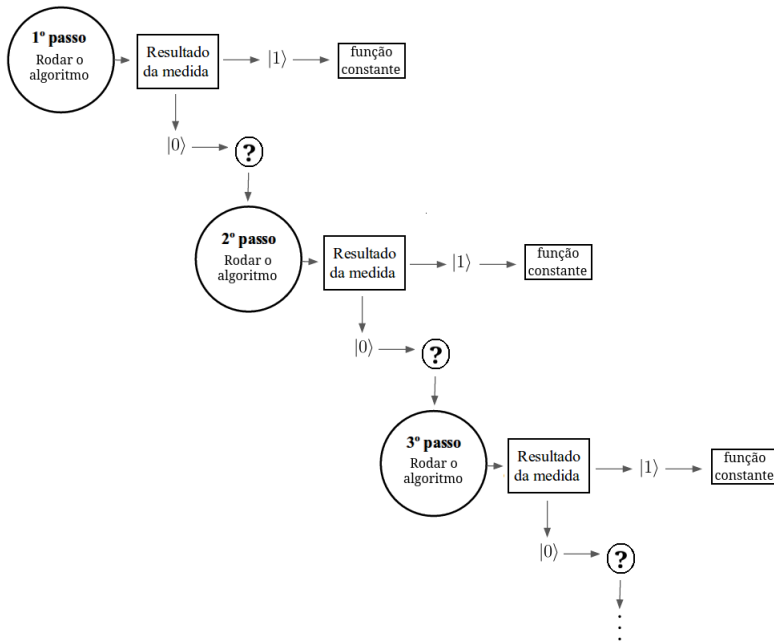 1º passo
Rodar o
algoritmo
Resultado
da medida
|1⟩
função
constante
|0⟩
?
2º passo
Rodar o
algoritmo
Resultado
da medida
|1⟩
função
constante
|0⟩
?
3º passo
Rodar o
algoritmo
Resultado
da medida
|1⟩
função
constante
|0⟩
?